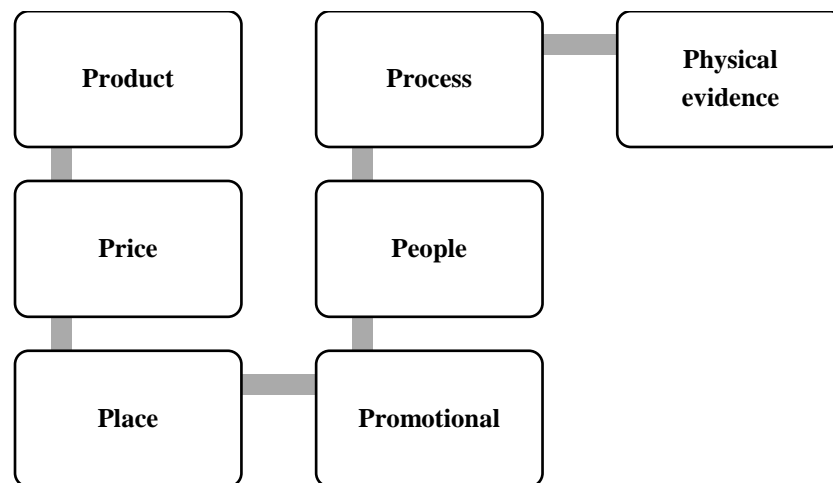 Product
Price
Place
Promotional
People
Process
Physical
evidence